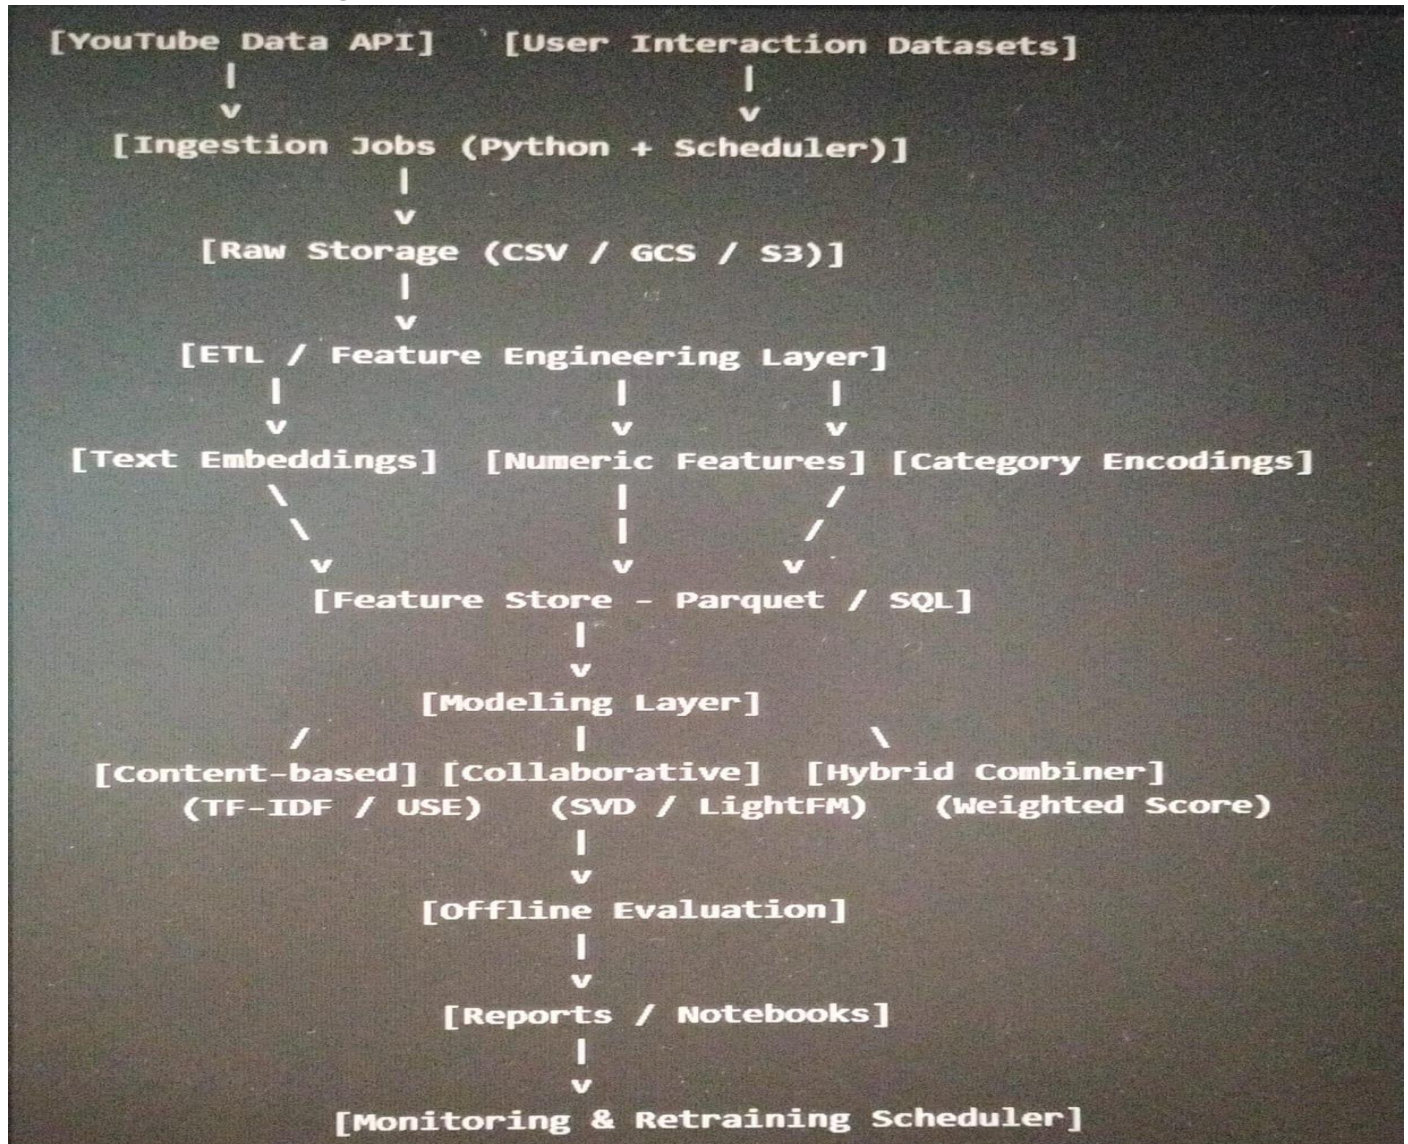 [YouTube Data API] [User Interaction Datasets]
| |
v v
[Ingestion Jobs (Python + Scheduler)]
|
v
[Raw Storage (CSV / GCS / S3)]
|
v
[ETL / Feature Engineering Layer]
| | |
v v v
[Text Embeddings] [Numeric Features] [Category Encodings]
\ | /
\ | /
v v v
[Feature Store - Parquet / SQL]
|
v
[Modeling Layer]
/ | \
[Content-based] [Collaborative] [Hybrid Combiner]
(TF-IDF / USE) (SVD / LightFM) (Weighted Score)
|
v
[Offline Evaluation]
|
v
[Reports / Notebooks]
|
v
[Monitoring & Retraining Scheduler]